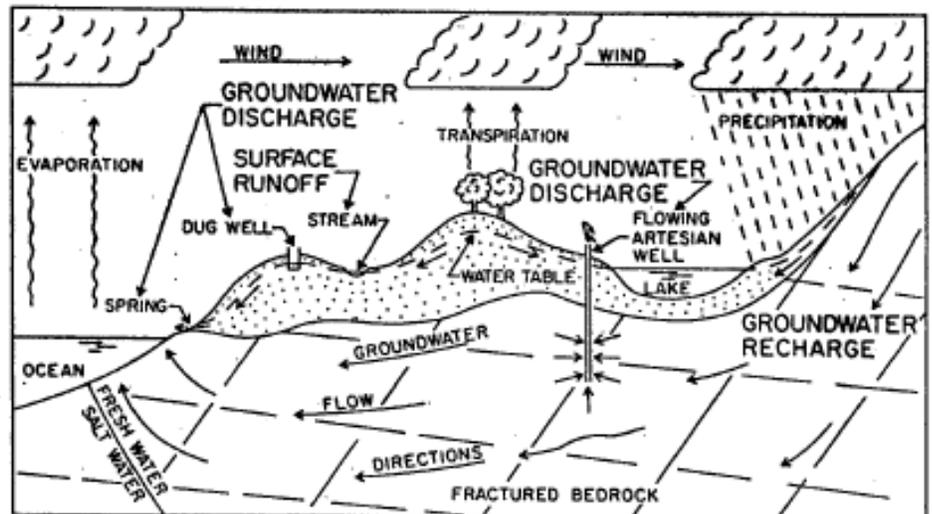 WIND
WIND
GROUNDWATER
DISCHARGE
PRECIPITATION
TRANSPIRATION
EVAPORATION
SURFACE
RUNOFF
GROUNDWATER
DISCHARGE
STREAM
FLOWING
ARTESIAN
WELL
DUG WELL
WATER TABLE
LAKE
SPRING
GROUNDWATER
RECHARGE
GROUNDWATER
OCEAN
FLOW
FRESH WATER
SALT WATER
DIRECTIONS
FRACTURED BEDROCK